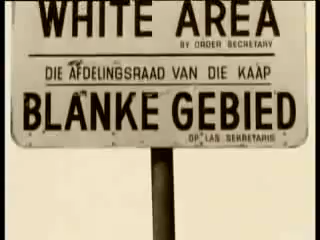 WHITE AREA
BY ORDER SECRETARY
DIE AFDELINGSRAAD VAN DIE KAAP
BLANKE GEBIED
OP LAS SEKRETARIS